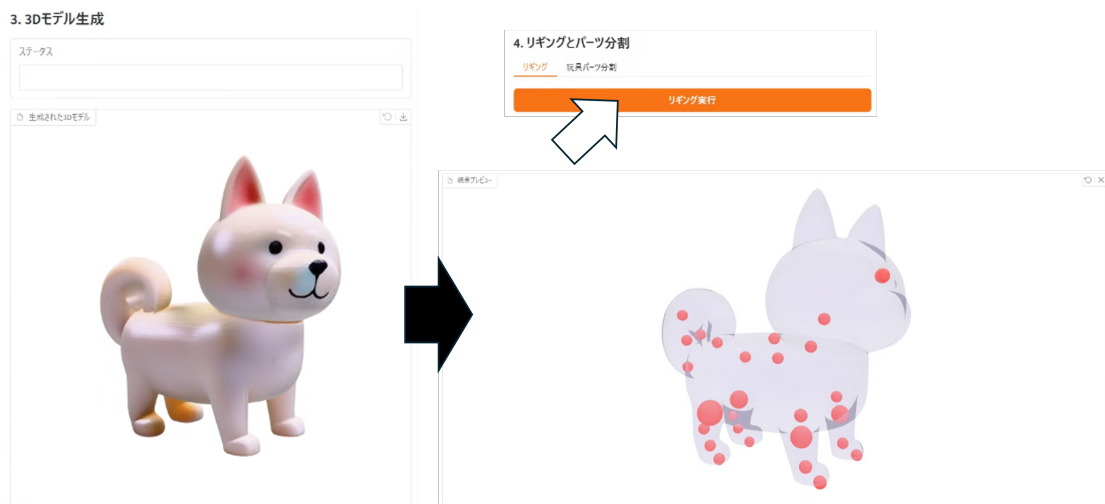 3. 3Dモデル生成
ステータス
生成された3Dモデル
4. リギングとパーツ分割
リギング 玩具パーツ分割
リギング実行
結果プレビュー